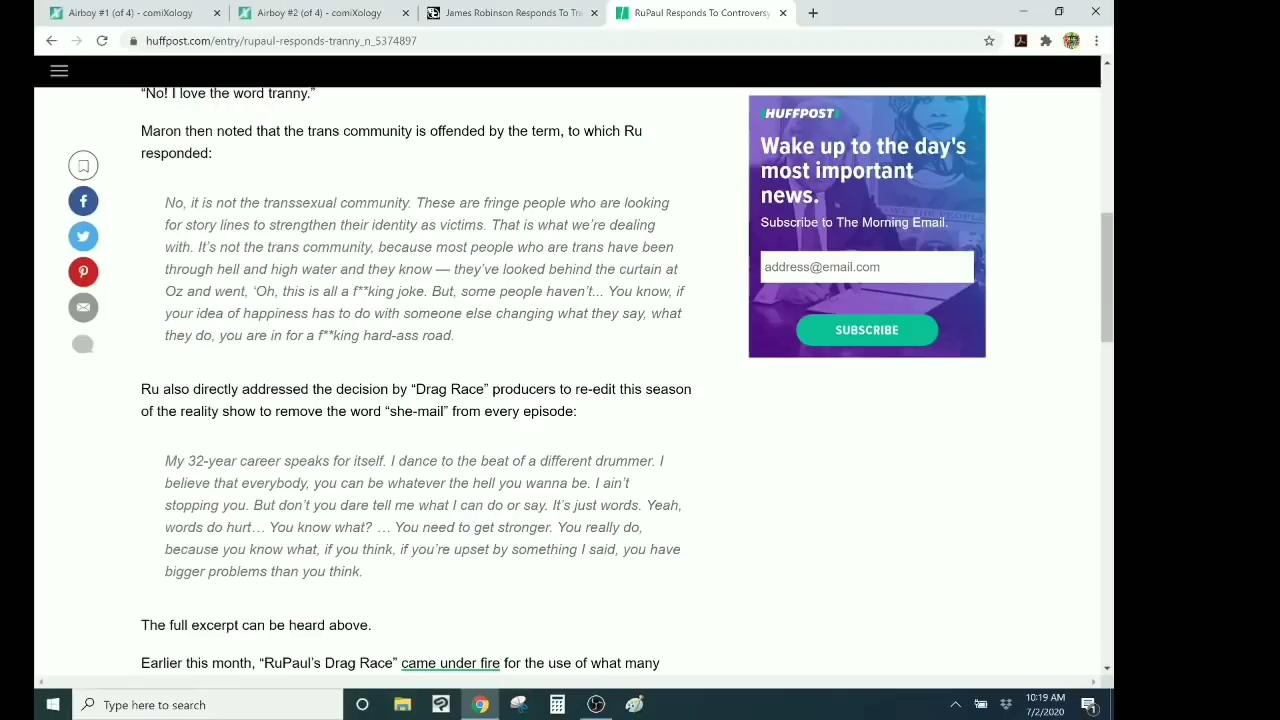 Airboy #1 (of 4) - comiXology
Airboy #2 (of 4) - comiXology
James Robinson Responds To Tra
RuPaul Responds To Controversy
huffpost.com/entry/rupaul-responds-tranny_n_5374897
“No! I love the word tranny.”
Maron then noted that the trans community is offended by the term, to which Ru
responded:
No, it is not the transsexual community. These are fringe people who are looking
for story lines to strengthen their identity as victims. That is what we’re dealing
with. It’s not the trans community, because most people who are trans have been
through hell and high water and they know — they’ve looked behind the curtain at
Oz and went, ‘Oh, this is all a f**king joke. But, some people haven’t... You know, if
your idea of happiness has to do with someone else changing what they say, what
they do, you are in for a f**king hard-ass road.
Ru also directly addressed the decision by “Drag Race” producers to re-edit this season
of the reality show to remove the word “she-mail” from every episode:
My 32-year career speaks for itself. I dance to the beat of a different drummer. I
believe that everybody, you can be whatever the hell you wanna be. I ain’t
stopping you. But don’t you dare tell me what I can do or say. It’s just words. Yeah,
words do hurt… You know what? … You need to get stronger. You really do,
because you know what, if you think, if you’re upset by something I said, you have
bigger problems than you think.
The full excerpt can be heard above.
Earlier this month, “RuPaul’s Drag Race” came under fire for the use of what many
HUFFPOST
Wake up to the day's
most important
news.
Subscribe to The Morning Email.
address@email.com
SUBSCRIBE
Type here to search
10:19 AM
7/2/2020
1